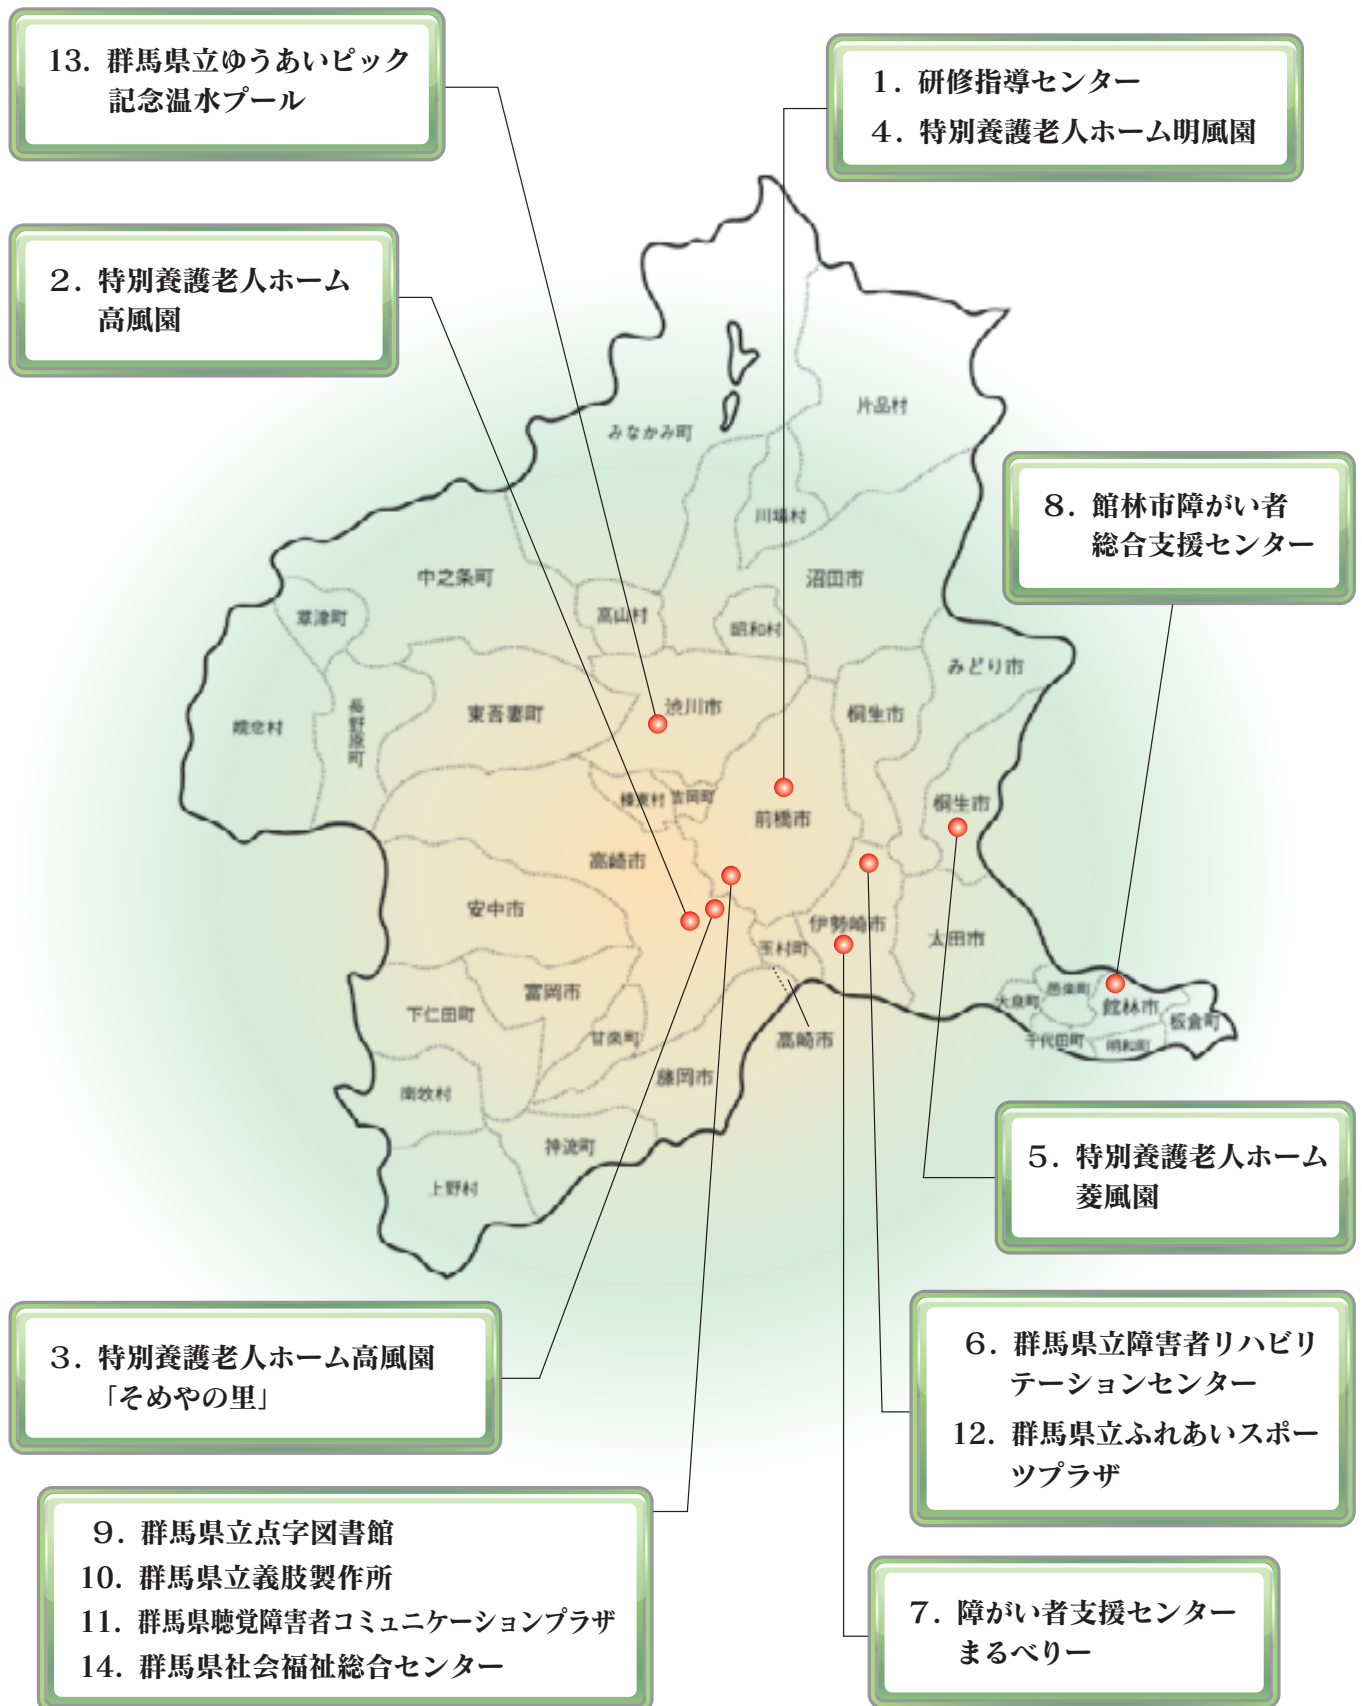 13. 群馬県立ゆうあいピック
記念温水プール
1. 研修指導センター
4. 特別養護老人ホーム明風園
2. 特別養護老人ホーム
高風園
8. 館林市障がい者
総合支援センター
みなかみ町
片品村
川場村
中之条町
沼田市
草津町
高山村
昭和村
みどり市
嬬恋村
長野原町
東吾妻町
渋川市
桐生市
榛東村
吉岡町
前橋市
桐生市
高崎市
安中市
伊勢崎市
玉村町
太田市
富岡市
下仁田町
甘楽町
高崎市
大泉町
邑楽町
館林市
板倉町
千代田町
明和町
藤岡市
南牧村
神流町
上野村
5. 特別養護老人ホーム
菱風園
3. 特別養護老人ホーム高風園
「そめやの里」
6. 群馬県立障害者リハビリ
テーションセンター
12. 群馬県立ふれあいスポー
ツプラザ
9. 群馬県立点字図書館
10. 群馬県立義肢製作所
11. 群馬県聴覚障害者コミュニケーションプラザ
14. 群馬県社会福祉総合センター
7. 障がい者支援センター
まるべりー